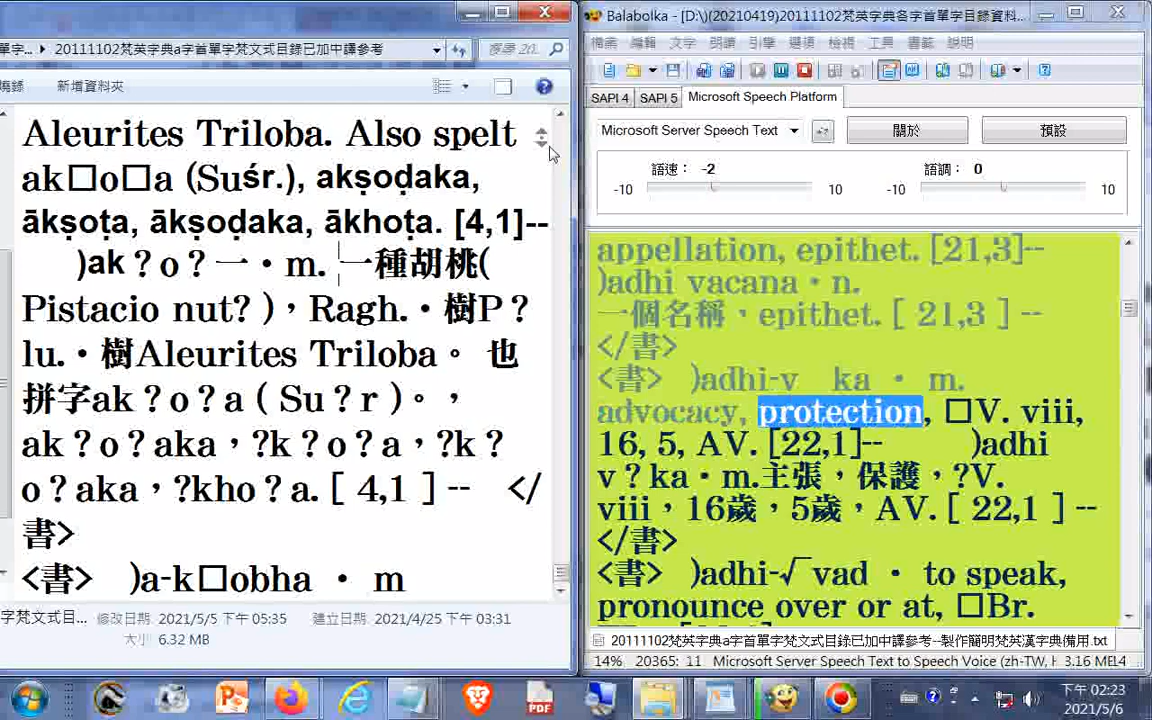 單字...
20111102梵英字典a字首單字梵文式目錄已加中譯參考
搜尋 20...
燒錄
新增資料夾
Aleurites Triloba. Also spelt
ak□o□a (Suśr.), akṣoḍaka,
ākṣoṭa, ākṣoḍaka, ākhoṭa. [4,1]--
)ak？o？一・m. 一種胡桃(
Pistacio nut? )，Ragh.・樹P？
lu.・樹Aleurites Triloba。 也
拼字ak？o？a ( Su？r )。，
ak？o？aka，?k？o？a，?k？
o？aka，?kho？a. [ 4,1 ] -- </
書>
<書> )a-k□obha ・ m
字梵文式目...
修改日期: 2021/5/5 下午 05:35
建立日期: 2021/4/25 下午 03:31
大小: 6.32 MB
Balabolka - [D:\)(20210419)20111102梵英字典各字首單字目錄資料...
檔案 編輯 文字 朗讀 引擎 選項 檢視 工具 書籤 說明
SAPI 4 SAPI 5 Microsoft Speech Platform
Microsoft Server Speech Text
關於
預設
語速: -2
語調: 0
-10 10 -10 10
appellation, epithet. [21,3]--
)adhi vacana・n.
一個名稱，epithet. [ 21,3 ] --
</書>
<書> )adhi-v ka ・ m.
advocacy, protection, □V. viii,
16, 5, AV. [22,1]-- )adhi
v？ka・m.主張，保護，?V.
viii，16歲，5歲，AV. [ 22,1 ] --
</書>
<書> )adhi-√ vad ・ to speak,
pronounce over or at, □Br.
20111102梵英字典a字首單字梵文式目錄已加中譯參考--製作簡明梵英漢字典備用.txt
14% 20365: 11 Microsoft Server Speech Text to Speech Voice (zh-TW, H 3.16 MB
PDF
下午 02:23
2021/5/6